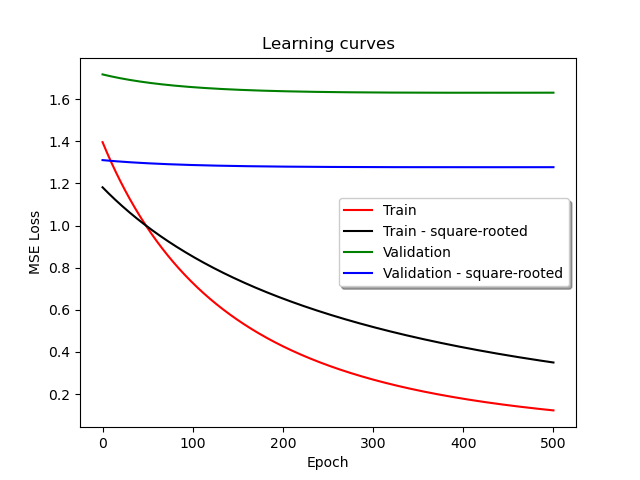 Learning curves
MSE Loss
1.6
1.4
1.2
1.0
0.8
0.6
0.4
0.2
Train
Train - square-rooted
Validation
Validation - square-rooted
0 100 200 300 400 500
Epoch